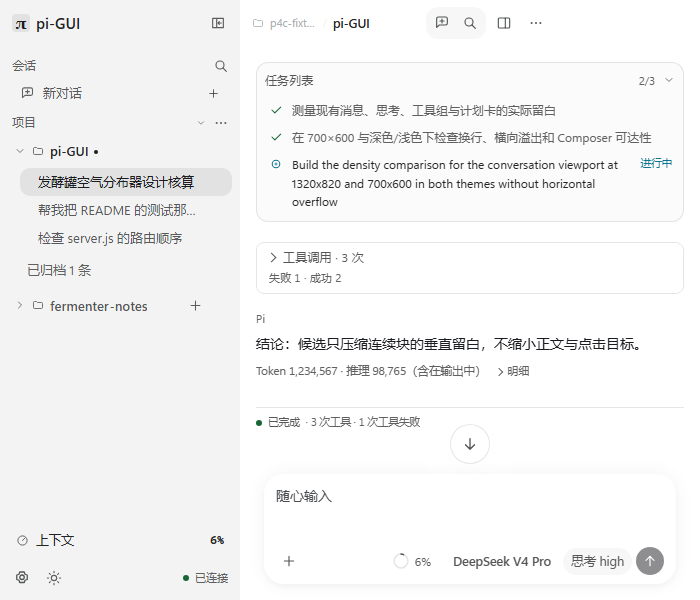 π pi-GUI
会话
新对话
项目
pi-GUI
发酵罐空气分布器设计核算
帮我把 README 的测试那...
检查 server.js 的路由顺序
已归档 1 条
fermenter-notes
上下文 6%
已连接
p4c-fixt... / pi-GUI
任务列表 2/3
测量现有消息、思考、工具组与计划卡的实际留白
在 700×600 与深色/浅色下检查换行、横向溢出和 Composer 可达性
Build the density comparison for the conversation viewport at 进行中
1320x820 and 700x600 in both themes without horizontal
overflow
工具调用 · 3 次
失败 1 · 成功 2
Pi
结论：候选只压缩连续块的垂直留白，不缩小正文与点击目标。
Token 1,234,567 · 推理 98,765（含在输出中） 明细
已完成 · 3 次工具 · 1 次工具失败
随心输入
6% DeepSeek V4 Pro 思考 high